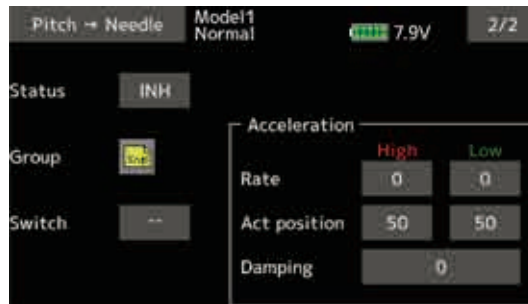 Pitch → Needle Model1 7.9V 2/2
Normal
Status INH
Acceleration
High Low
Group
Rate 0 0
Switch -- Act position 50 50
Damping 0